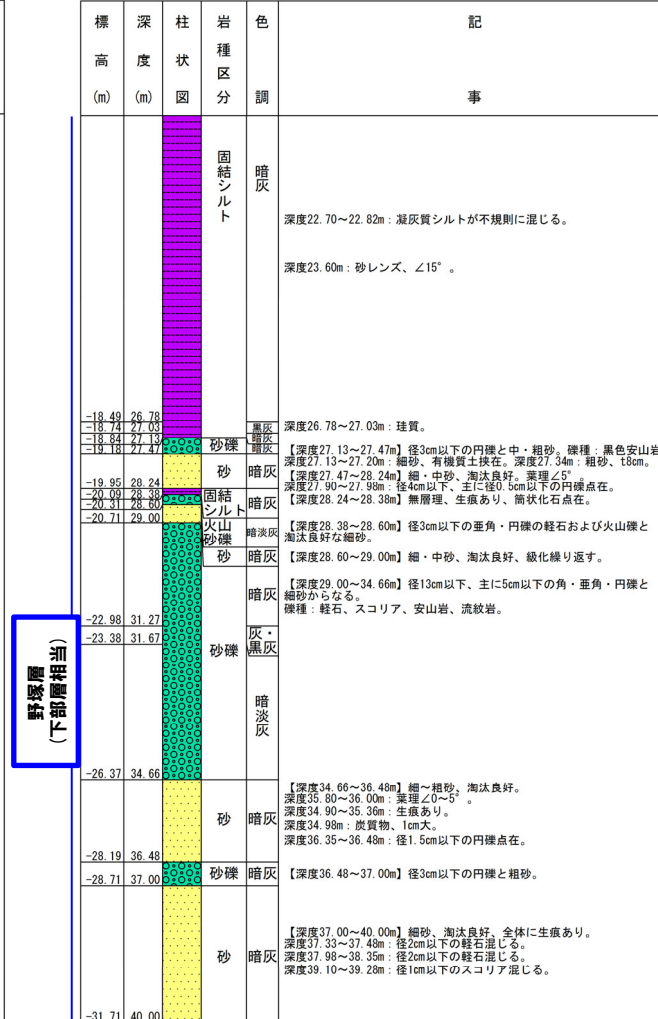 標高(m)
深度(m)
柱状図
岩種区分
色調
記事
固結シルト
暗灰
深度22.70～22.82m：凝灰質シルトが不規則に混じる。
深度23.60m：砂レンズ、∠15°。
-18.49 26.78
-18.74 27.03
黒灰
深度26.78～27.03m：珪質。
-18.84 27.13
暗灰
-19.18 27.47
砂礫
暗灰
【深度27.13～27.47m】径3cm以下の円礫と中・粗砂。礫種：黒色安山岩
深度27.13～27.20m：細砂、有機質土挟在。深度27.34m：粗砂、t8cm。
砂
暗灰
【深度27.47～28.24m】細・中砂、淘汰良好。葉理∠5°。
深度27.90～27.98m：径4cm以下、主に径0.5cm以下の円礫点在。
-19.95 28.24
-20.09 28.38
固結シルト
暗灰
【深度28.24～28.38m】無層理、生痕あり、筒状化石点在。
-20.31 28.60
-20.71 29.00
火山砂礫
暗淡灰
【深度28.38～28.60m】径3cm以下の亜角・円礫の軽石および火山礫と
淘汰良好な細砂。
砂
暗灰
【深度28.60～29.00m】細・中砂、淘汰良好、級化繰り返す。
暗灰
【深度29.00～34.66m】径13cm以下、主に5cm以下の角・亜角・円礫と
細砂からなる。
礫種：軽石、スコリア、安山岩、流紋岩。
-22.98 31.27
-23.38 31.67
灰・黒灰
砂礫
暗淡灰
野塚層
(下部層相当)
-26.37 34.66
【深度34.66～36.48m】細～粗砂、淘汰良好。
深度35.80～36.00m：葉理∠0～5°。
深度34.90～35.36m：生痕あり。
砂
暗灰
深度34.98m：炭質物、1cm大。
深度36.35～36.48m：径1.5cm以下の円礫点在。
-28.19 36.48
砂礫
暗灰
【深度36.48～37.00m】径3cm以下の円礫と粗砂。
-28.71 37.00
【深度37.00～40.00m】細砂、淘汰良好、全体に生痕あり。
深度37.33～37.48m：径2cm以下の軽石混じる。
砂
暗灰
深度37.98～38.35m：径2cm以下の軽石混じる。
深度39.10～39.28m：径1cm以下のスコリア混じる。
-31.71 40.00